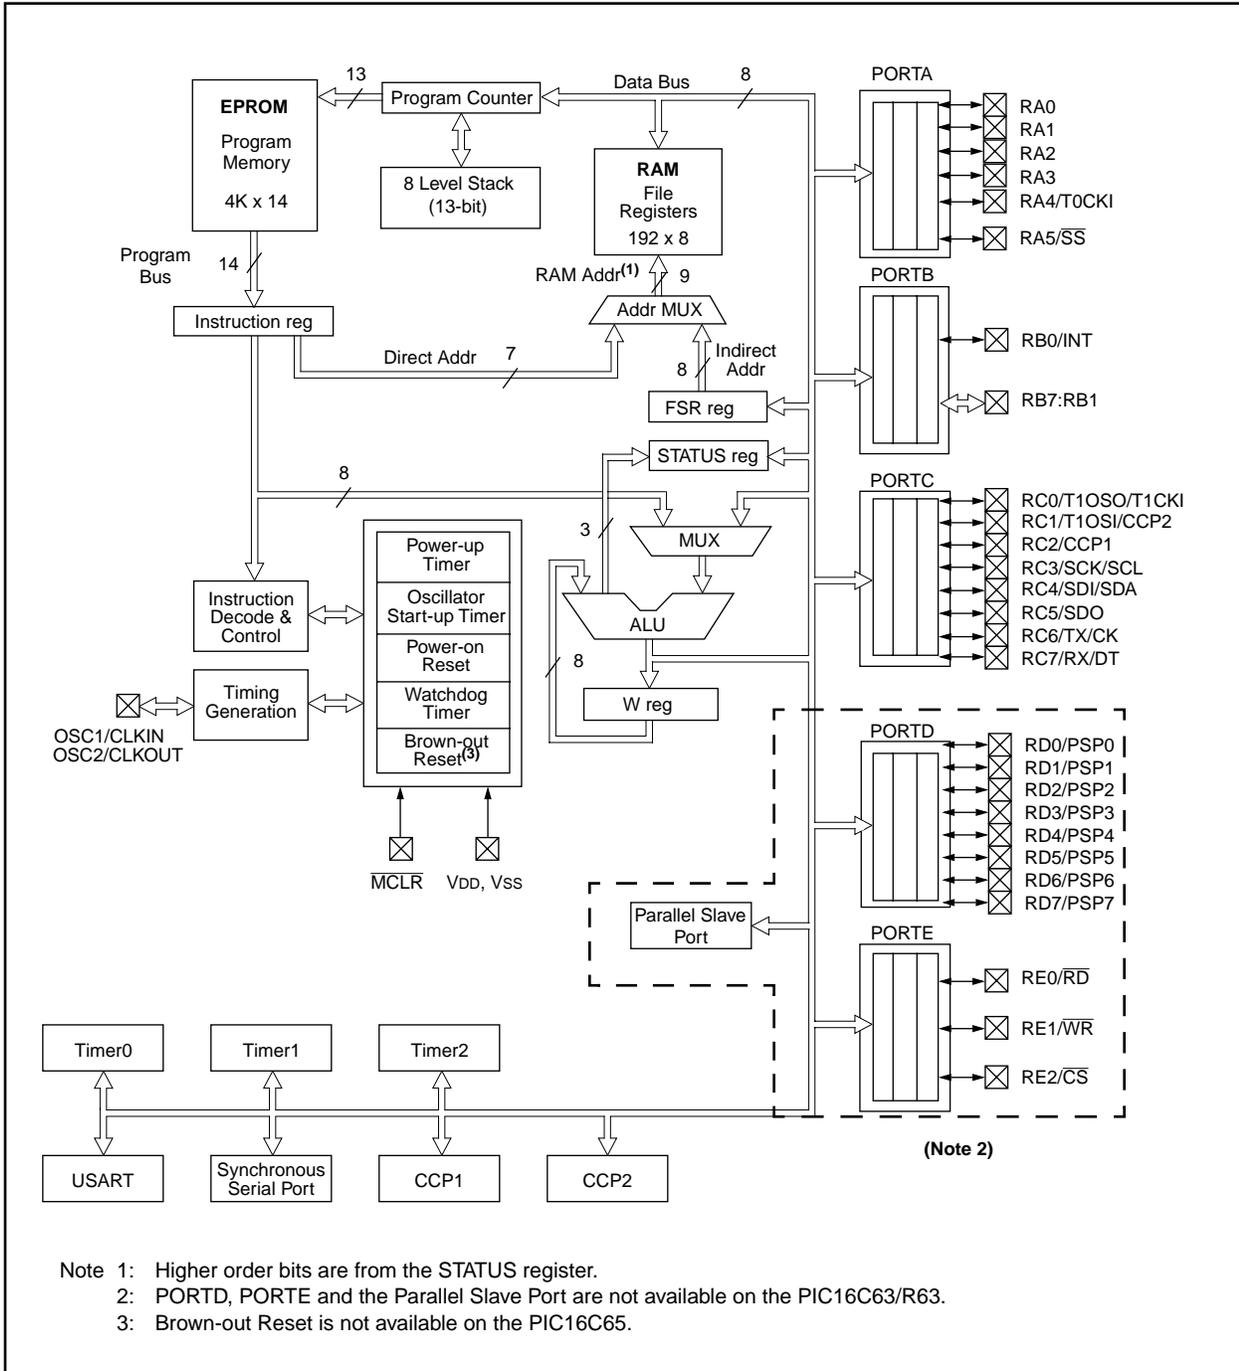 EPROM
Program
Memory
4K x 14
13
Program Counter
8 Level Stack
(13-bit)
Data Bus
8
RAM
File
Registers
192 x 8
RAM Addr(1)
9
Addr MUX
Program
Bus
14
Instruction reg
Direct Addr
7
8
Indirect
Addr
FSR reg
STATUS reg
8
3
MUX
ALU
8
W reg
Power-up
Timer
Oscillator
Start-up Timer
Power-on
Reset
Watchdog
Timer
Brown-out
Reset(3)
Instruction
Decode &
Control
Timing
Generation
OSC1/CLKIN
OSC2/CLKOUT
MCLR
VDD, VSS
PORTA
RA0
RA1
RA2
RA3
RA4/T0CKI
RA5/SS
PORTB
RB0/INT
RB7:RB1
PORTC
RC0/T1OSO/T1CKI
RC1/T1OSI/CCP2
RC2/CCP1
RC3/SCK/SCL
RC4/SDI/SDA
RC5/SDO
RC6/TX/CK
RC7/RX/DT
PORTD
RD0/PSP0
RD1/PSP1
RD2/PSP2
RD3/PSP3
RD4/PSP4
RD5/PSP5
RD6/PSP6
RD7/PSP7
Parallel Slave
Port
PORTE
RE0/RD
RE1/WR
RE2/CS
(Note 2)
Timer0
Timer1
Timer2
USART
Synchronous
Serial Port
CCP1
CCP2
Note 1: Higher order bits are from the STATUS register.
2: PORTD, PORTE and the Parallel Slave Port are not available on the PIC16C63/R63.
3: Brown-out Reset is not available on the PIC16C65.